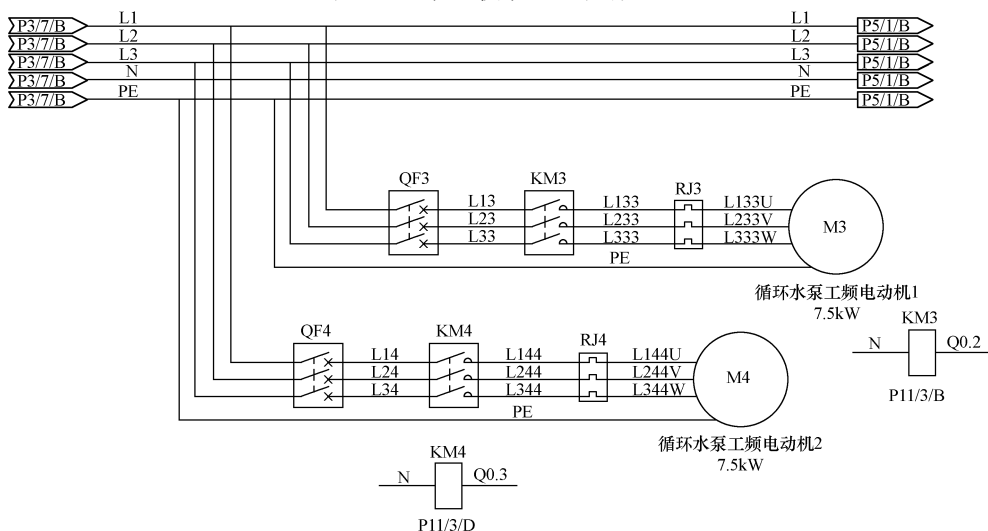 P3/7/B L1 L1 P5/1/B
P3/7/B L2 L2 P5/1/B
P3/7/B L3 L3 P5/1/B
P3/7/B N N P5/1/B
P3/7/B PE PE P5/1/B
QF3 KM3 RJ3
L13 L133 L133U
L23 L233 L233V
L33 L333 L333W
M3
PE
循环水泵工频电动机1
7.5kW
KM3
N Q0.2
P11/3/B
QF4 KM4 RJ4
L14 L144 L144U
L24 L244 L244V
L34 L344 L344W
M4
PE
循环水泵工频电动机2
7.5kW
KM4
N Q0.3
P11/3/D